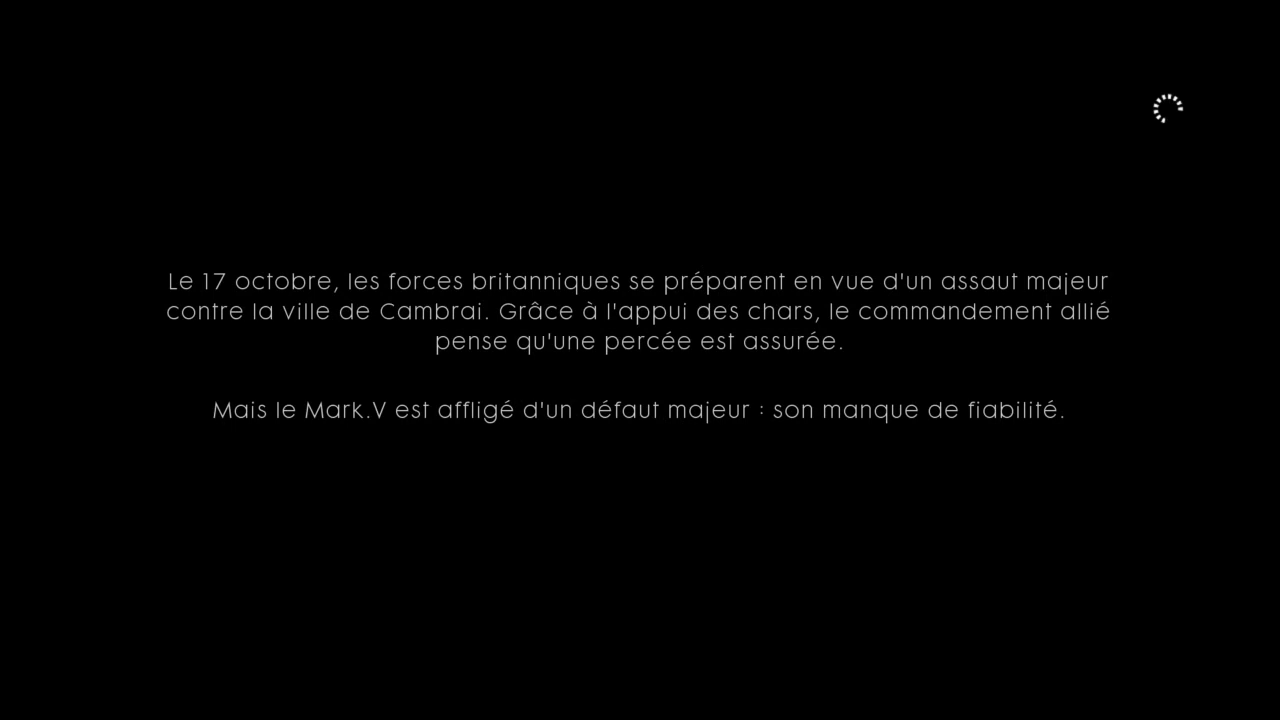 Le 17 octobre, les forces britanniques se préparent en vue d'un assaut majeur
contre la ville de Cambrai. Grâce à l'appui des chars, le commandement allié
pense qu'une percée est assurée.
Mais le Mark.V est affligé d'un défaut majeur : son manque de fiabilité.